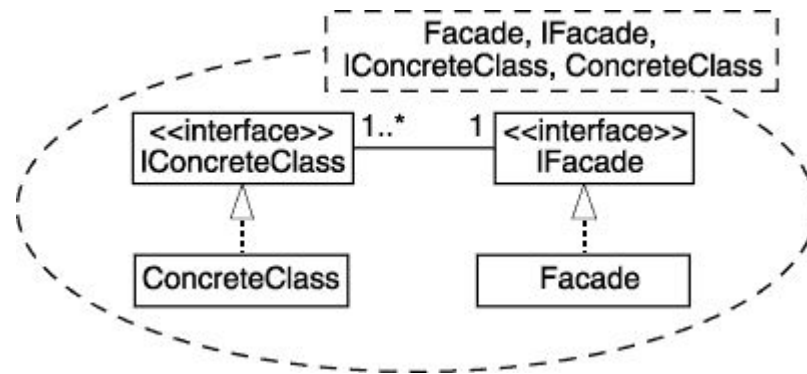 Facade, IFacade,
IConcreteClass, ConcreteClass
<<interface>>
IConcreteClass
1..*
1
<<interface>>
IFacade
ConcreteClass
Facade